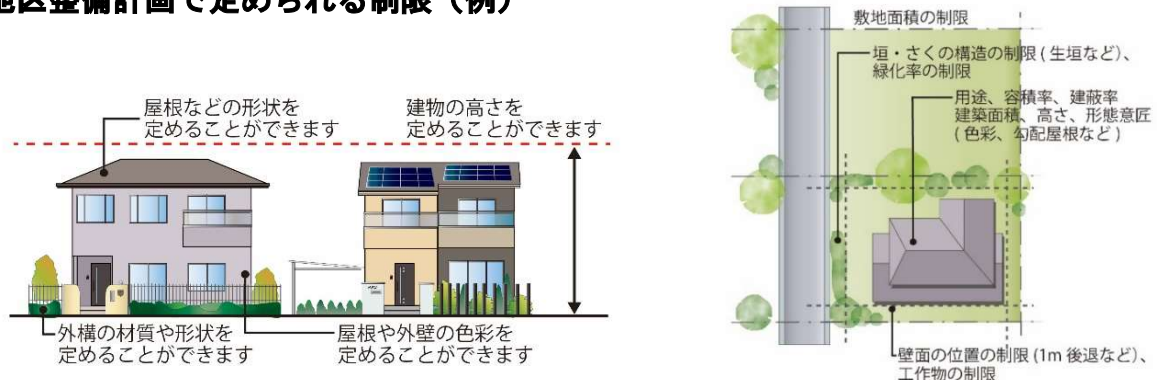 地区整備計画で定められる制限（例）
屋根などの形状を
定めることができます
建物の高さを
定めることができます
外構の材質や形状を
定めることができます
屋根や外壁の色彩を
定めることができます
敷地面積の制限
垣・さくの構造の制限(生垣など)、
緑化率の制限
用途、容積率、建蔽率
建築面積、高さ、形態意匠
(色彩、勾配屋根など)
壁面の位置の制限(1m後退など)、
工作物の制限